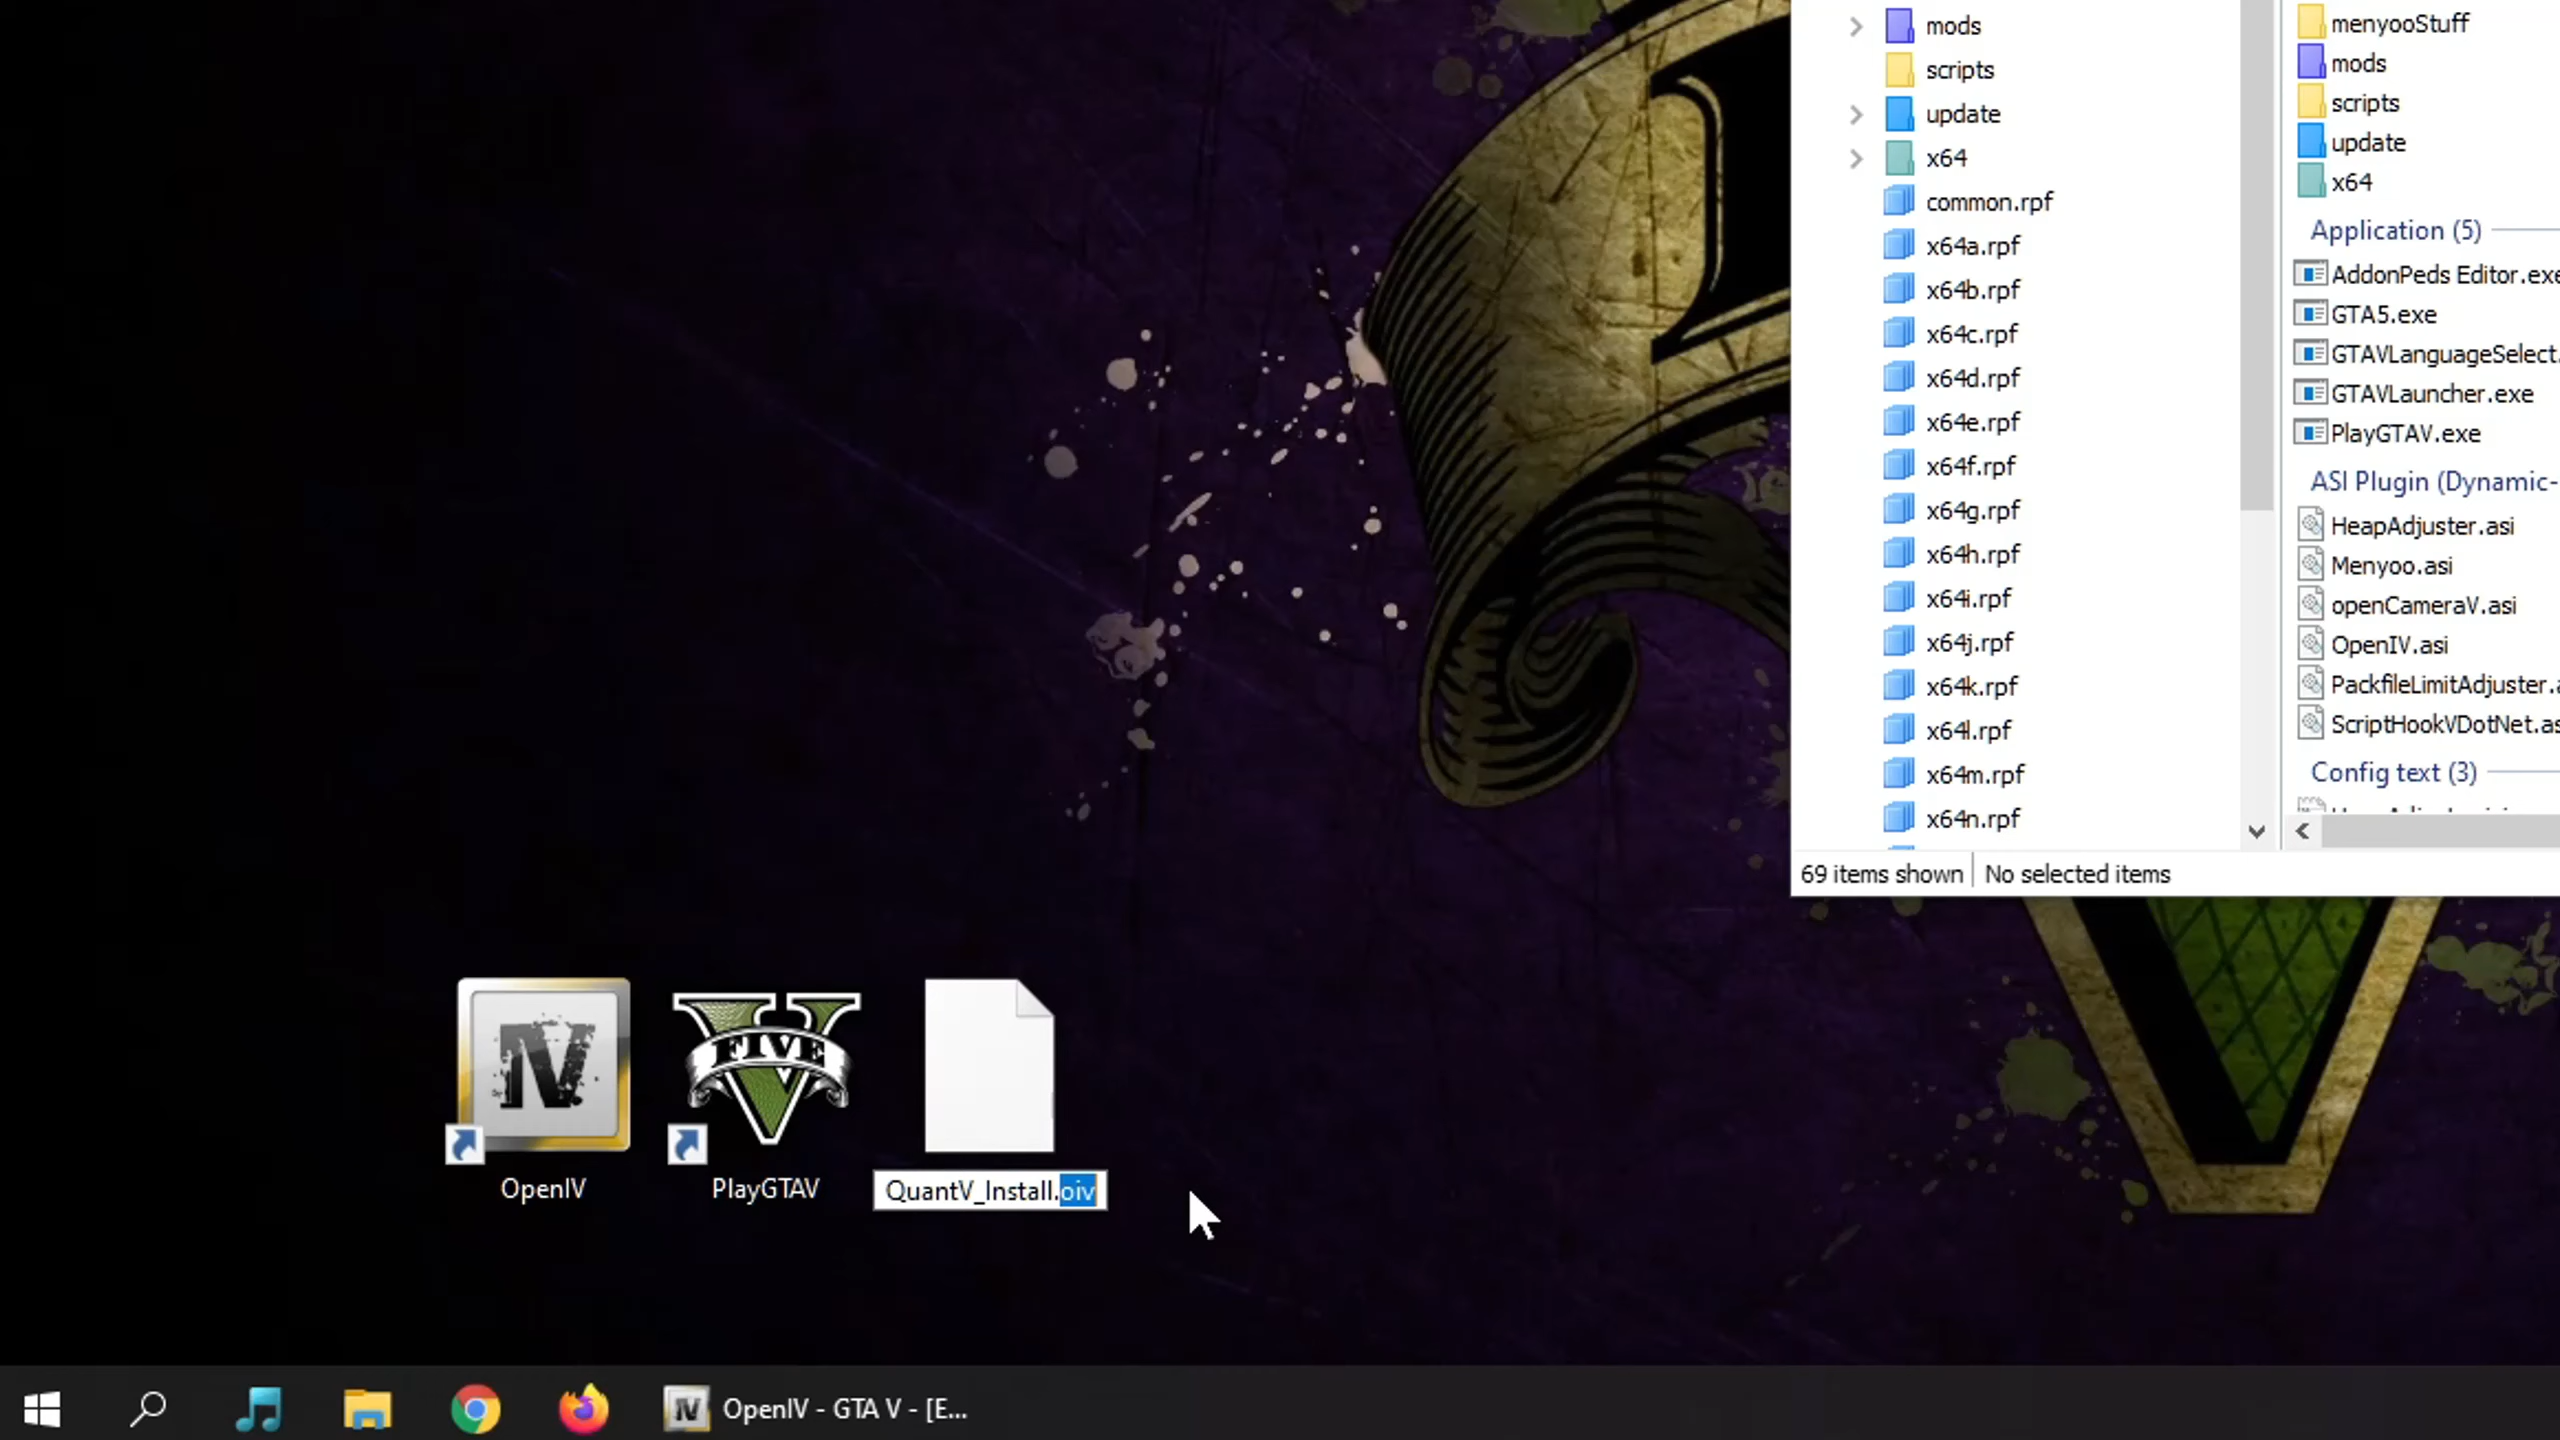 mods
scripts
update
x64
common.rpf
x64a.rpf
x64b.rpf
x64c.rpf
x64d.rpf
x64e.rpf
x64f.rpf
x64g.rpf
x64h.rpf
x64i.rpf
x64j.rpf
x64k.rpf
x64l.rpf
x64m.rpf
x64n.rpf
69 items shown
No selected items
menyooStuff
mods
scripts
update
x64
Application (5)
AddonPeds Editor.exe
GTA5.exe
GTAVLanguageSelect.
GTAVLauncher.exe
PlayGTAV.exe
ASI Plugin (Dynamic-
HeapAdjuster.asi
Menyoo.asi
openCameraV.asi
OpenIV.asi
PackfileLimitAdjuster.a
ScriptHookVDotNet.as
Config text (3)
IV
FIVE
V
OpenIV
PlayGTAV
QuantV_Install.oiv
IV
OpenIV - GTA V - [E...